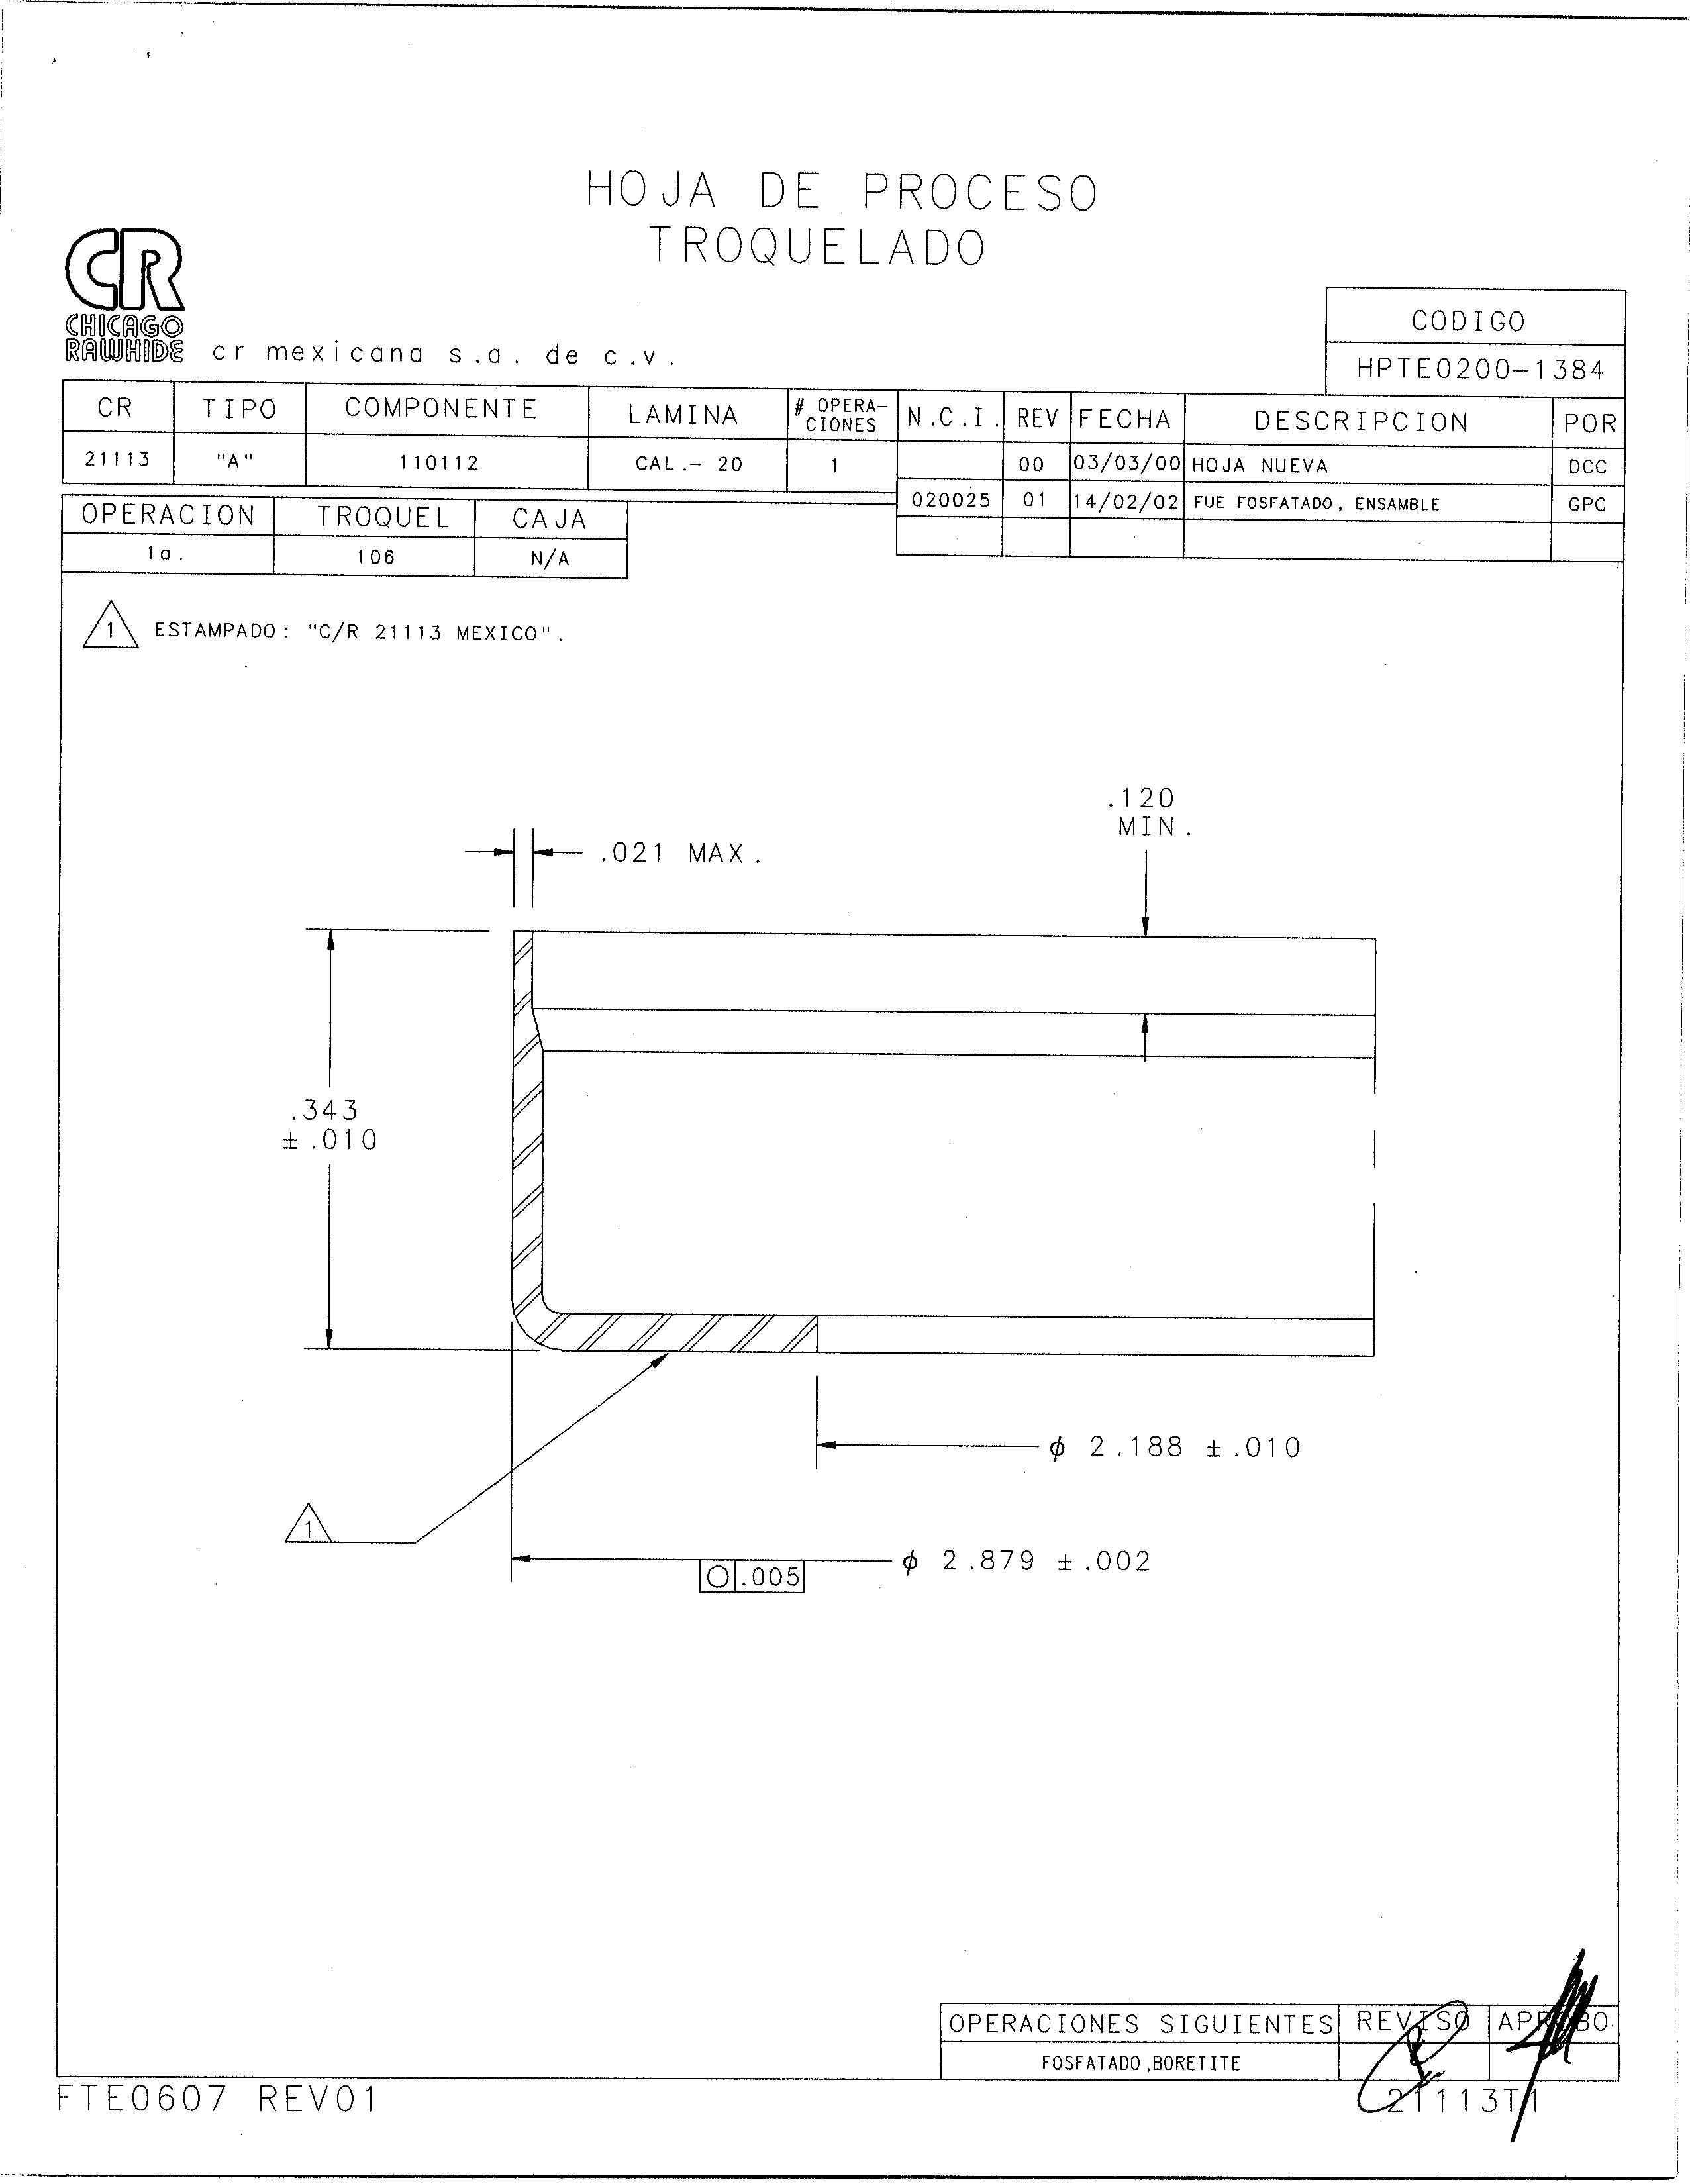 HOJA DE PROCESO
TROQUELADO
CR
CHICAGO
RAWHIDE
cr mexicana s.a. de c.v.
CODIGO
HPTE0200-1384
CR TIPO COMPONENTE LAMINA # OPERA-CIONES N.C.I. REV FECHA DESCRIPCION POR
21113 "A" 110112 CAL.- 20 1 00 03/03/00 HOJA NUEVA DCC
020025 01 14/02/02 FUE FOSFATADO, ENSAMBLE GPC
OPERACION TROQUEL CAJA
1a. 106 N/A
1 ESTAMPADO: "C/R 21113 MEXICO".
.120
MIN.
.021 MAX.
.343
±.010
ϕ 2.188 ±.010
1
ϕ 2.879 ±.002
○ .005
OPERACIONES SIGUIENTES REVISO APROBO
FOSFATADO,BORETITE
FTE0607 REV01
21113T1